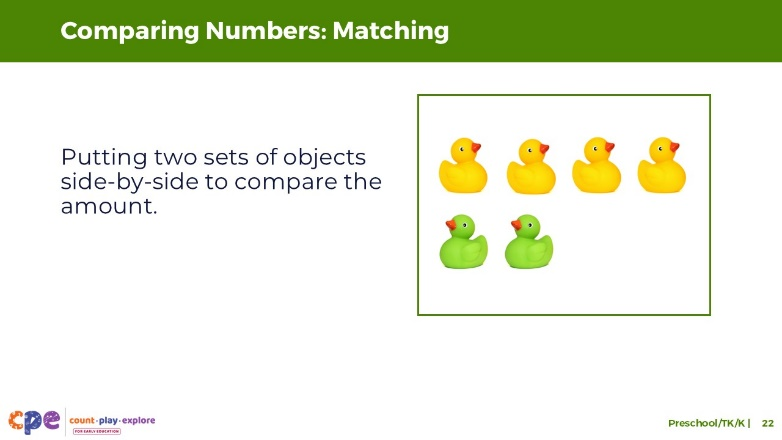 Comparing Numbers: Matching
Putting two sets of objects
side-by-side to compare the
amount.
cpe
count·play·explore
FOR EARLY EDUCATION
Preschool/TK/K | 22